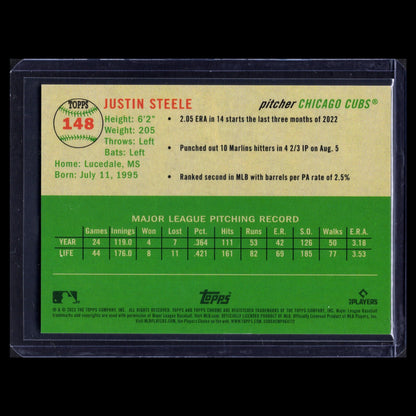 TOPPS
148
JUSTIN STEELE
pitcher CHICAGO CUBS®
Height: 6'2"
Weight: 205
Throws: Left
Bats: Left
Home: Lucedale, MS
Born: July 11, 1995
• 2.05 ERA in 14 starts the last three months of 2022
• Punched out 10 Marlins hitters in 4 2/3 IP on Aug. 5
• Ranked second in MLB with barrels per PA rate of 2.5%
MAJOR LEAGUE PITCHING RECORD
Games Innings Won Lost Pct. Hits Runs E.R. S.O. Walks E.R.A.
YEAR 24 119.0 4 7 .364 111 53 42 126 50 3.18
LIFE 44 176.0 8 11 .421 161 82 69 185 77 3.53
Topps
PLAYERS